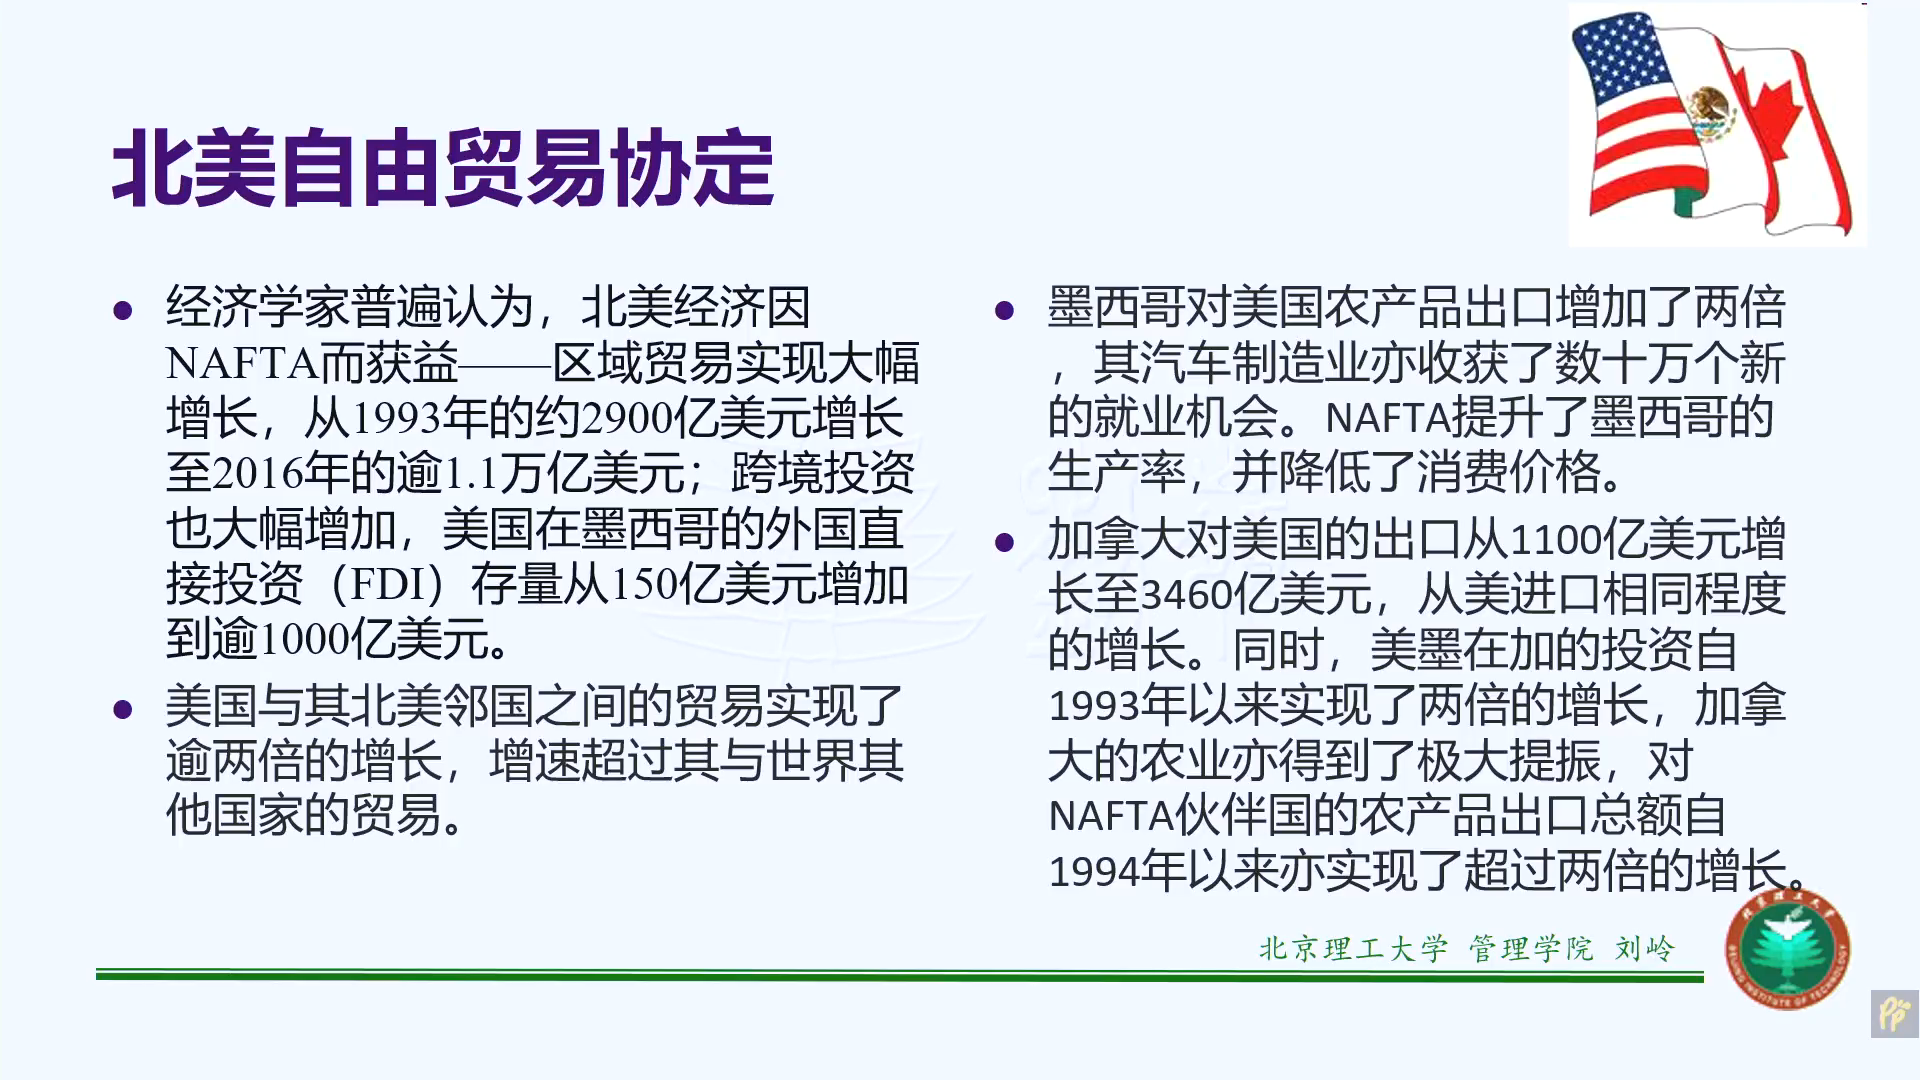 北美自由贸易协定
经济学家普遍认为，北美经济因
NAFTA而获益——区域贸易实现大幅
增长，从1993年的约2900亿美元增长
至2016年的逾1.1万亿美元；跨境投资
也大幅增加，美国在墨西哥的外国直
接投资（FDI）存量从150亿美元增加
到逾1000亿美元。
美国与其北美邻国之间的贸易实现了
逾两倍的增长，增速超过其与世界其
他国家的贸易。
墨西哥对美国农产品出口增加了两倍
，其汽车制造业亦收获了数十万个新
的就业机会。NAFTA提升了墨西哥的
生产率，并降低了消费价格。
加拿大对美国的出口从1100亿美元增
长至3460亿美元，从美进口相同程度
的增长。同时，美墨在加的投资自
1993年以来实现了两倍的增长，加拿
大的农业亦得到了极大提振，对
NAFTA伙伴国的农产品出口总额自
1994年以来亦实现了超过两倍的增长。
北京理工大学 管理学院 刘岭
北京理工大学
BEIJING INSTITUTE OF TECHNOLOGY